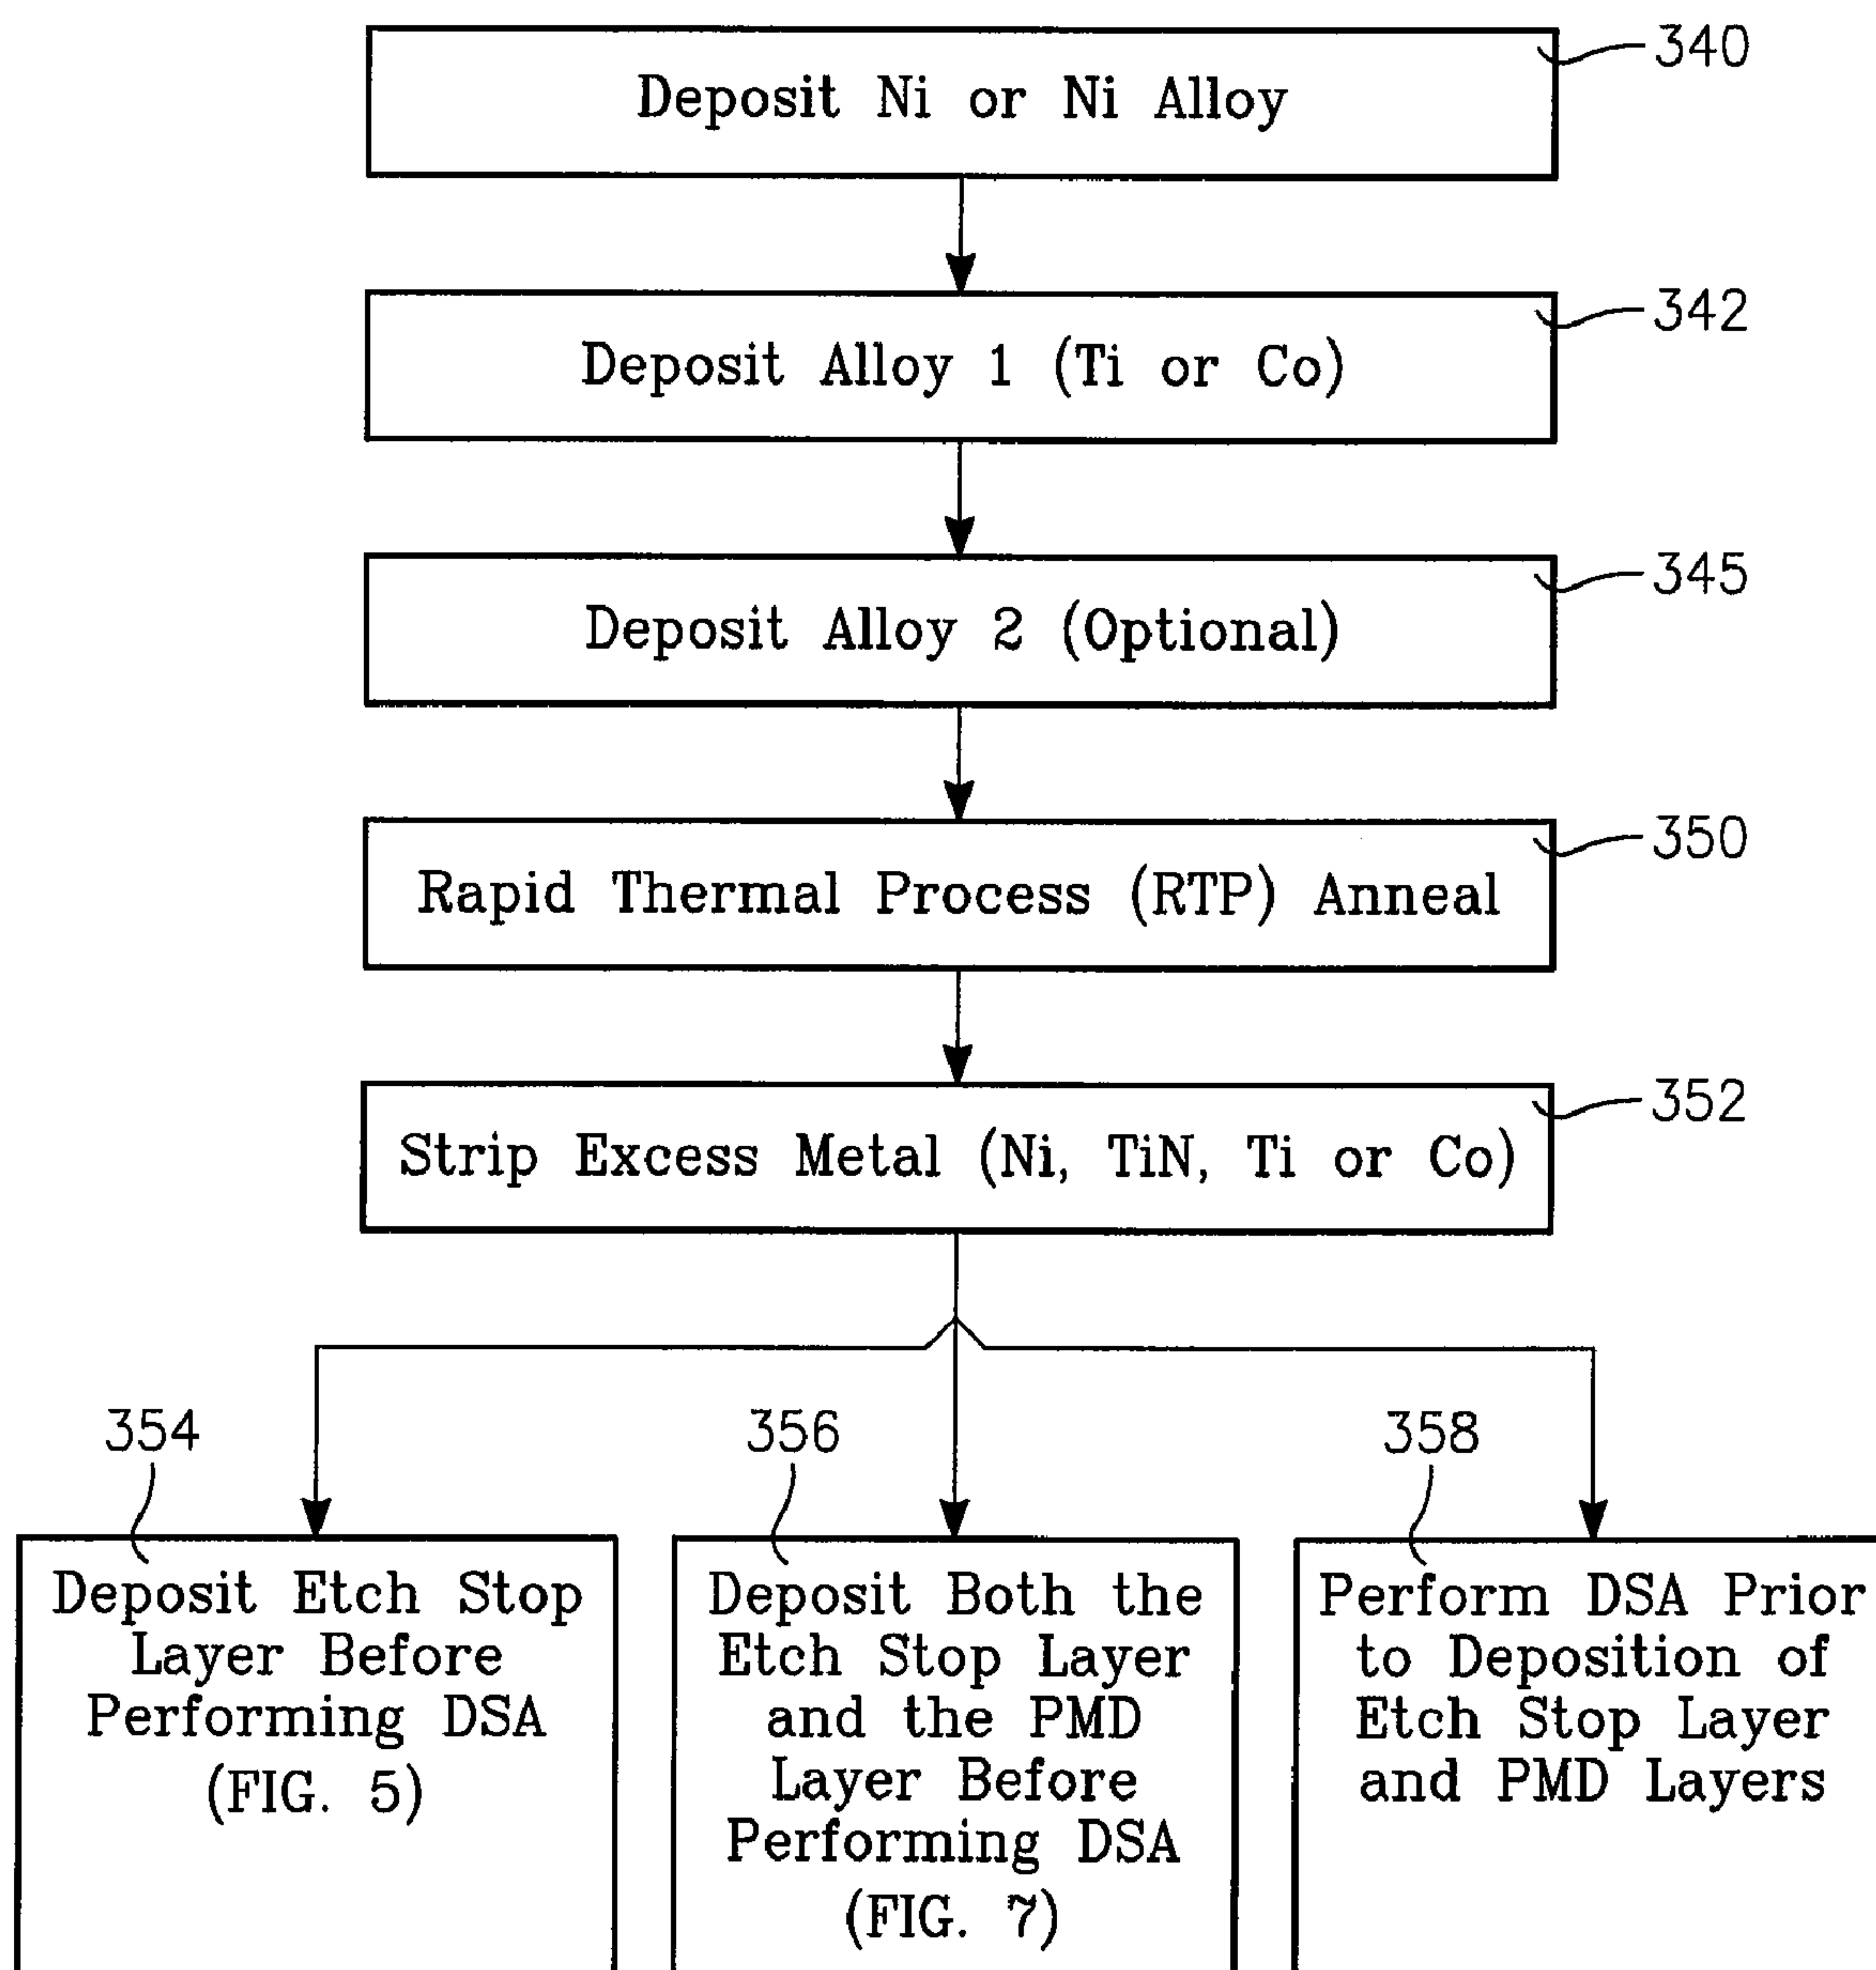 Deposit Ni or Ni Alloy
340
Deposit Alloy 1 (Ti or Co)
342
Deposit Alloy 2 (Optional)
345
Rapid Thermal Process (RTP) Anneal
350
Strip Excess Metal (Ni, TiN, Ti or Co)
352
354
Deposit Etch Stop
Layer Before
Performing DSA
(FIG. 5)
356
Deposit Both the
Etch Stop Layer
and the PMD
Layer Before
Performing DSA
(FIG. 7)
358
Perform DSA Prior
to Deposition of
Etch Stop Layer
and PMD Layers